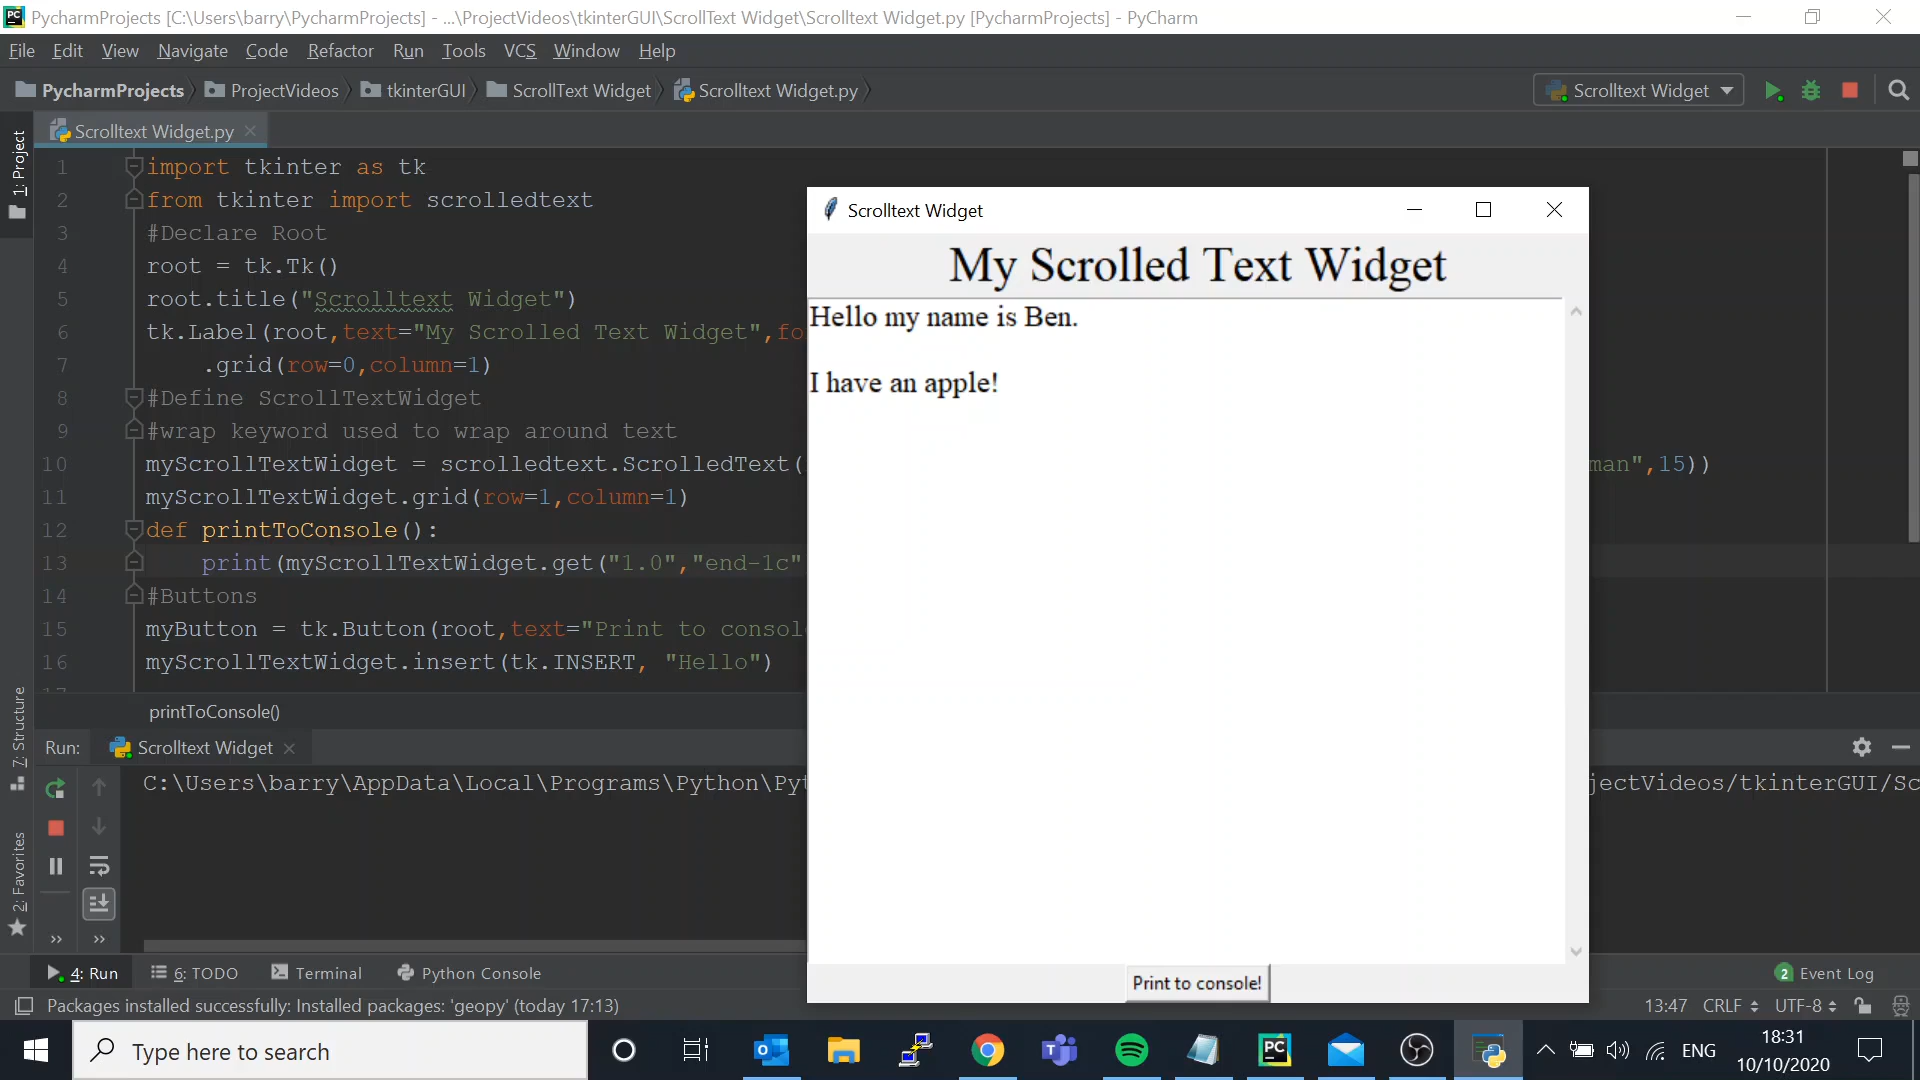 PycharmProjects [C:\Users\barry\PycharmProjects] - ...\ProjectVideos\tkinterGUI\ScrollText Widget\Scrolltext Widget.py [PycharmProjects] - PyCharm
File Edit View Navigate Code Refactor Run Tools VCS Window Help
PycharmProjects ProjectVideos tkinterGUI ScrollText Widget Scrolltext Widget.py Scrolltext Widget
Scrolltext Widget.py
1: Project
1 import tkinter as tk
2 from tkinter import scrolledtext
3 #Declare Root
4 root = tk.Tk()
5 root.title("Scrolltext Widget")
6 tk.Label(root,text="My Scrolled Text Widget",fo
7 .grid(row=0,column=1)
8 #Define ScrollTextWidget
9 #wrap keyword used to wrap around text
10 myScrollTextWidget = scrolledtext.ScrolledText( man",15))
11 myScrollTextWidget.grid(row=1,column=1)
12 def printToConsole():
13 print(myScrollTextWidget.get("1.0","end-1c"
14 #Buttons
15 myButton = tk.Button(root,text="Print to consol
16 myScrollTextWidget.insert(tk.INSERT, "Hello")
17
printToConsole()
Scrolltext Widget
My Scrolled Text Widget
Hello my name is Ben.
I have an apple!
Print to console!
7: Structure
2: Favorites
Run: Scrolltext Widget
C:\Users\barry\AppData\Local\Programs\Python\Pyt jectVideos/tkinterGUI/Sc
4: Run 6: TODO Terminal Python Console 2 Event Log
Packages installed successfully: Installed packages: 'geopy' (today 17:13) 13:47 CRLF UTF-8
Type here to search
ENG
18:31
10/10/2020